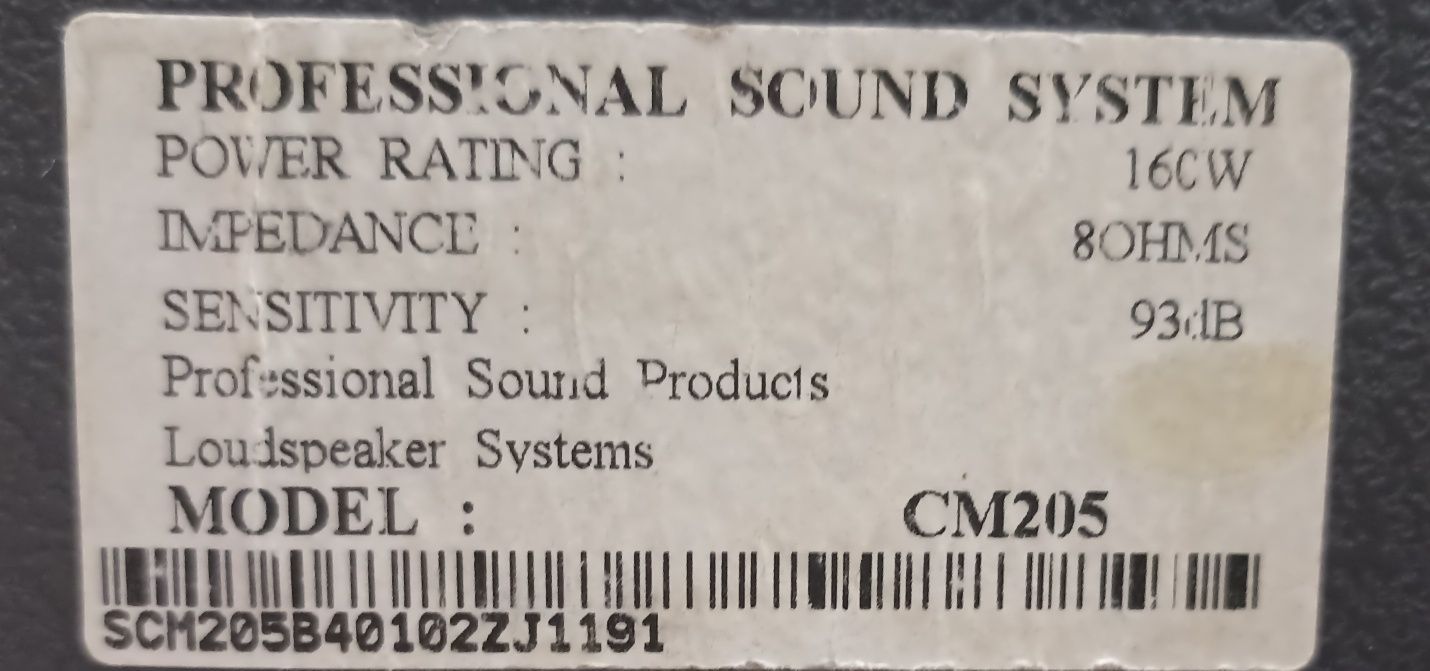 PROFESSIONAL SOUND SYSTEM
POWER RATING : 160W
IMPEDANCE : 8OHMS
SENSITIVITY : 93dB
Professional Sound Products
Loudspeaker Systems
MODEL : CM205
SCM205B40102ZJ1191